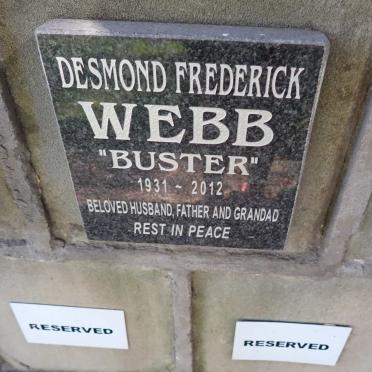 DESMOND FREDERICK
WEBB
"BUSTER"
1931 ~ 2012
BELOVED HUSBAND, FATHER AND GRANDAD
REST IN PEACE
RESERVED
RESERVED